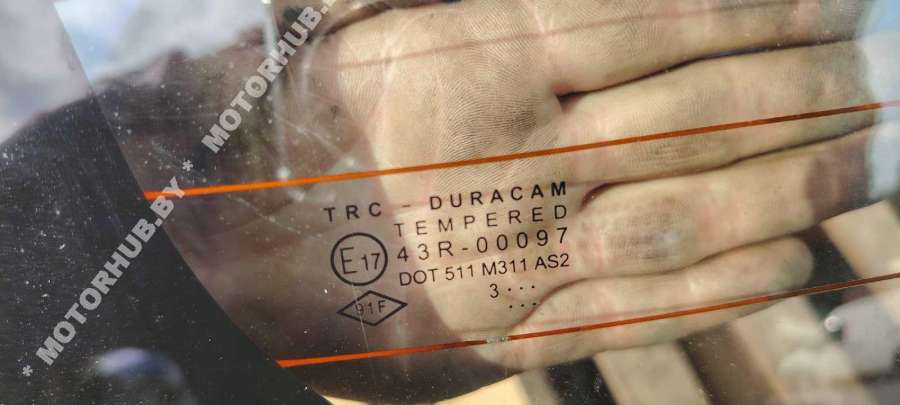 TRC - DURACAM
TEMPERED
E17 43R-00097
DOT 511 M311 AS2
3...
...
91F
* MOTORHUB.BY * MOTORHUB.BY